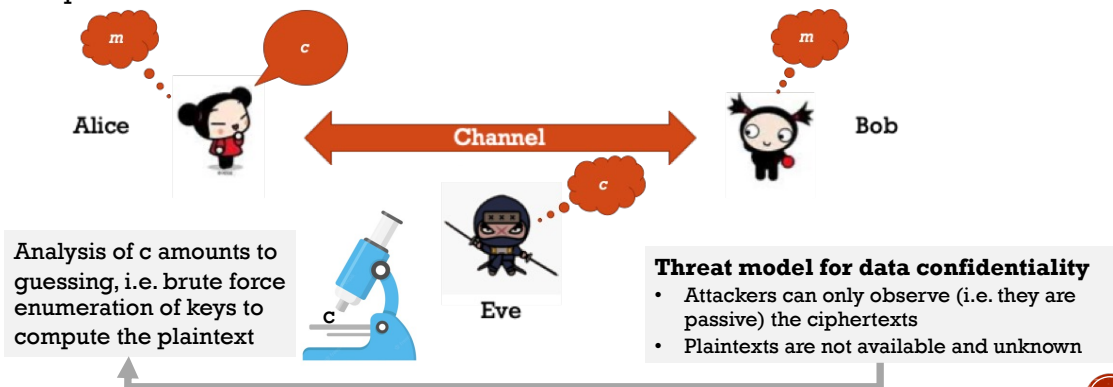 m
c
m
Alice
Channel
Bob
c
Analysis of c amounts to
guessing, i.e. brute force
enumeration of keys to
compute the plaintext
C
Eve
Threat model for data confidentiality
• Attackers can only observe (i.e. they are
passive) the ciphertexts
• Plaintexts are not available and unknown